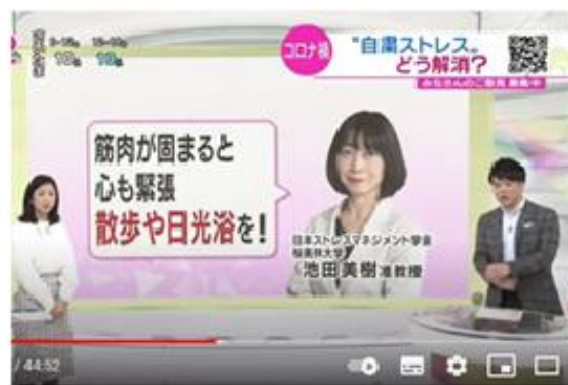 コロナ禍
"自粛ストレス。
どう解消?
筋肉が固まると
心も緊張
散歩や日光浴を!
日本ストレスマネジメント学会
桜美林大学
池田美樹 准教授
/ 44:52